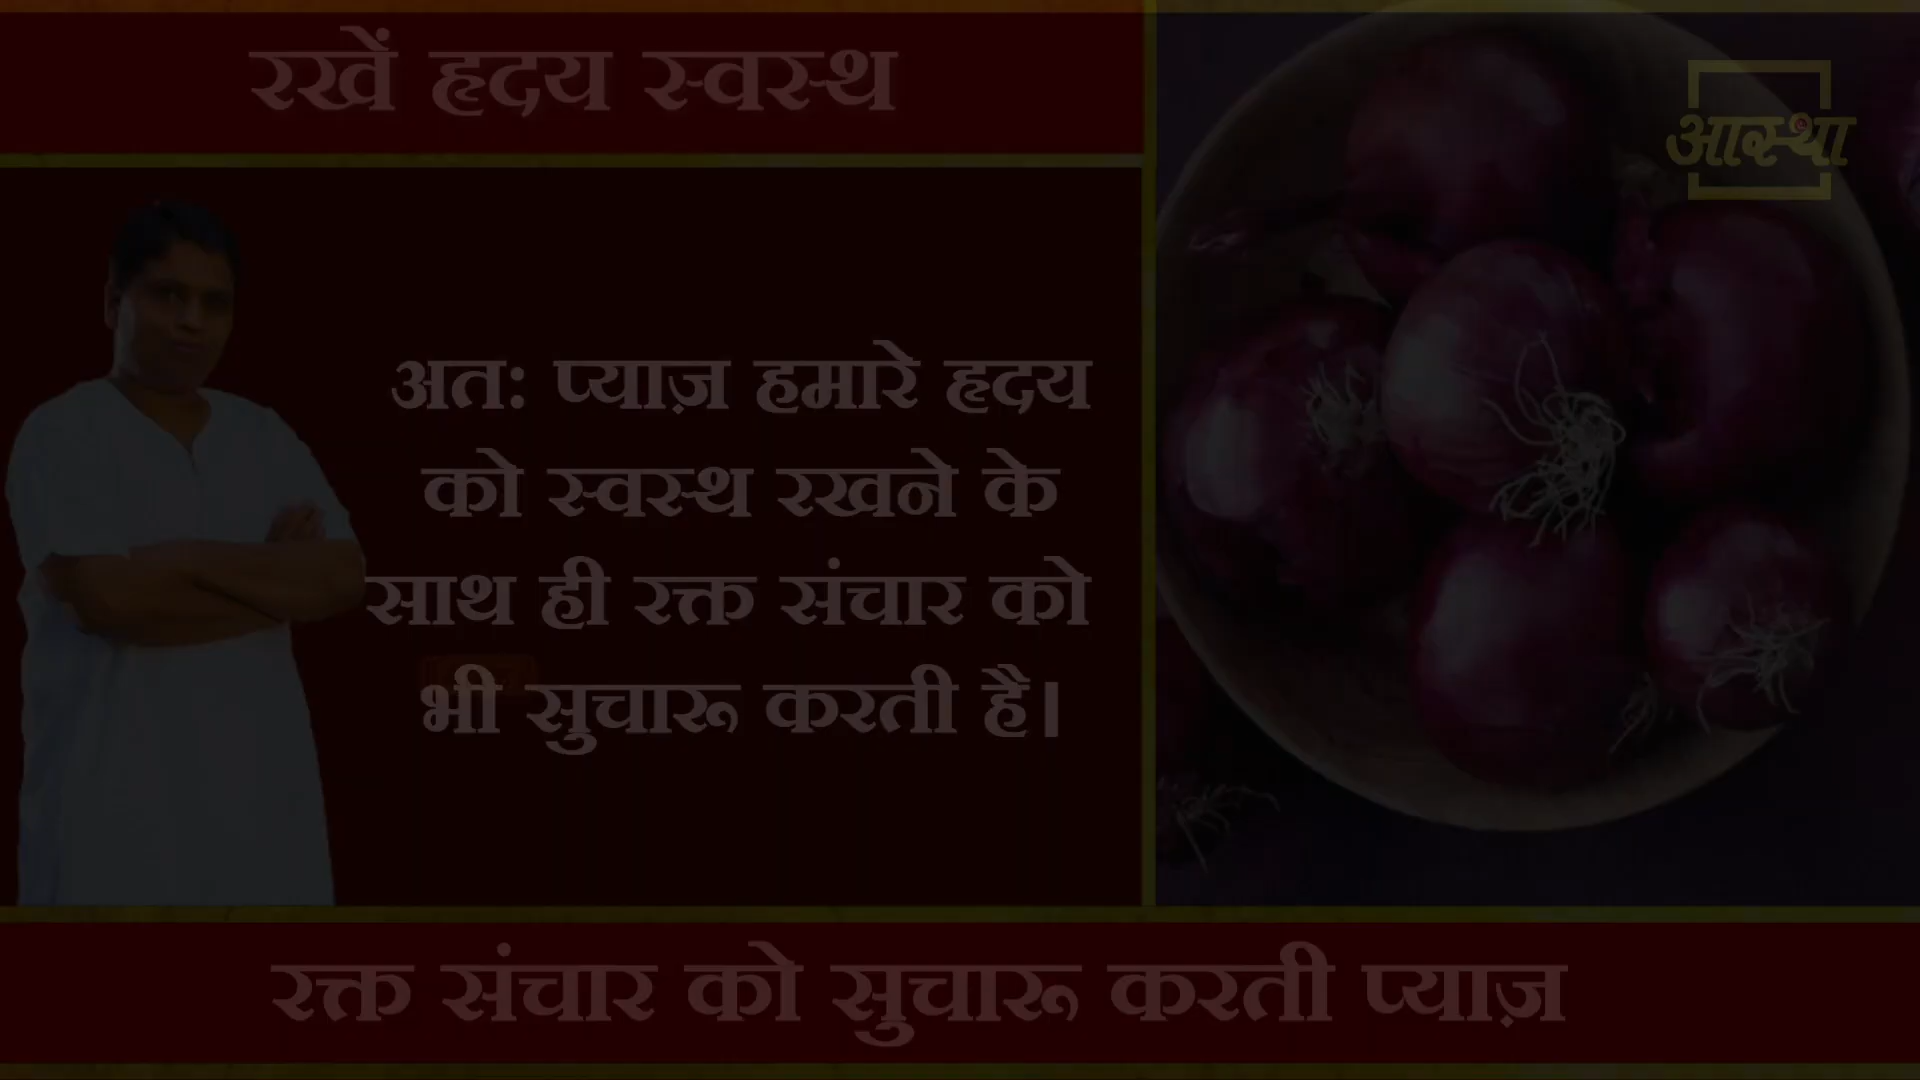 रखें हृदय स्वस्थ
आस्था
अतः प्याज़ हमारे हृदय
को स्वस्थ रखने के
साथ ही रक्त संचार को
भी सुचारू करती है।
रक्त संचार को सुचारू करती प्याज़